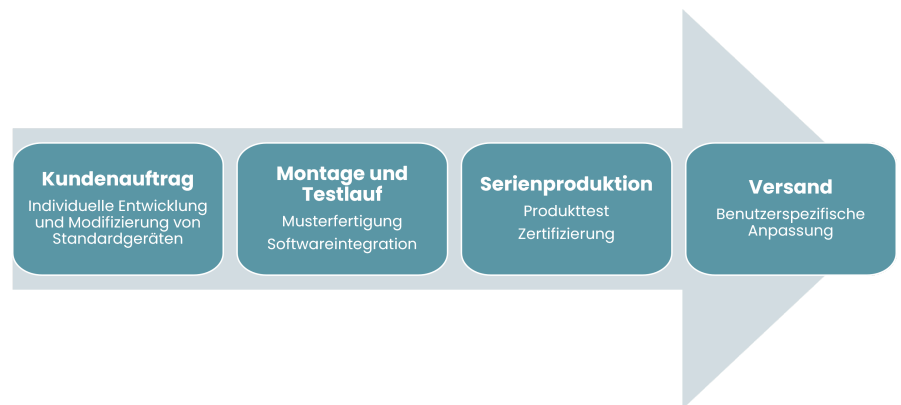 Kundenauftrag
Individuelle Entwicklung
und Modifizierung von
Standardgeräten
Montage und
Testlauf
Musterfertigung
Softwareintegration
Serienproduktion
Produkttest
Zertifizierung
Versand
Benutzerspezifische
Anpassung